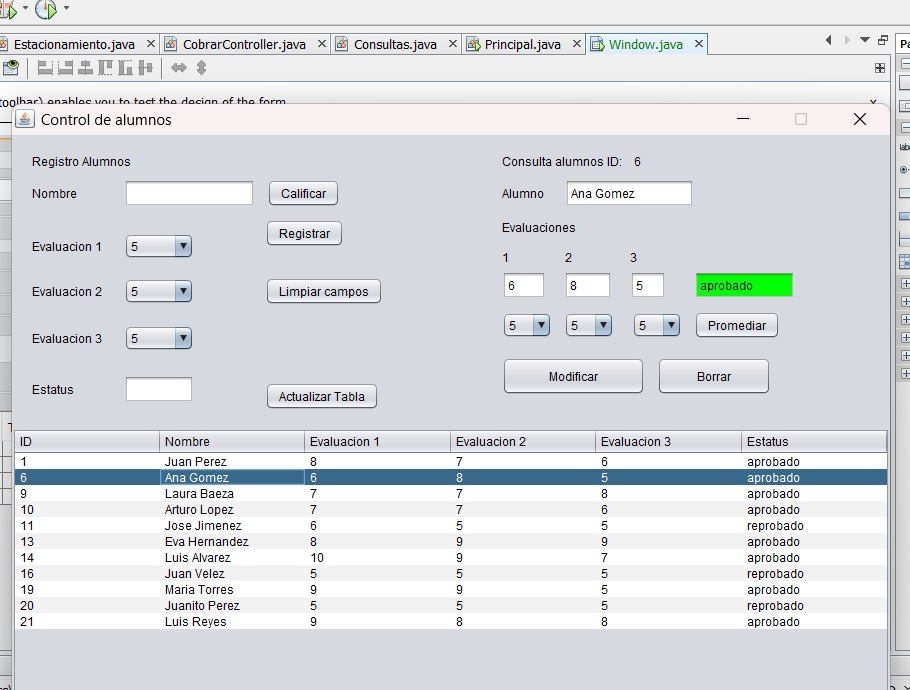 Estacionamiento.java CobrarController.java Consultas.java Principal.java Window.java
toolbar) enables you to test the design of the form
Control de alumnos
Registro Alumnos
Nombre Calificar
Registrar
Evaluacion 1 5
Evaluacion 2 5 Limpiar campos
Evaluacion 3 5
Estatus
Actualizar Tabla
Consulta alumnos ID: 6
Alumno Ana Gomez
Evaluaciones
1 2 3
6 8 5 aprobado
5 5 5 Promediar
Modificar Borrar
ID Nombre Evaluacion 1 Evaluacion 2 Evaluacion 3 Estatus
1 Juan Perez 8 7 6 aprobado
6 Ana Gomez 6 8 5 aprobado
9 Laura Baeza 7 7 8 aprobado
10 Arturo Lopez 7 7 6 aprobado
11 Jose Jimenez 6 5 5 reprobado
13 Eva Hernandez 8 9 9 aprobado
14 Luis Alvarez 10 9 7 aprobado
16 Juan Velez 5 5 5 reprobado
19 Maria Torres 9 9 5 aprobado
20 Juanito Perez 5 5 5 reprobado
21 Luis Reyes 9 8 8 aprobado